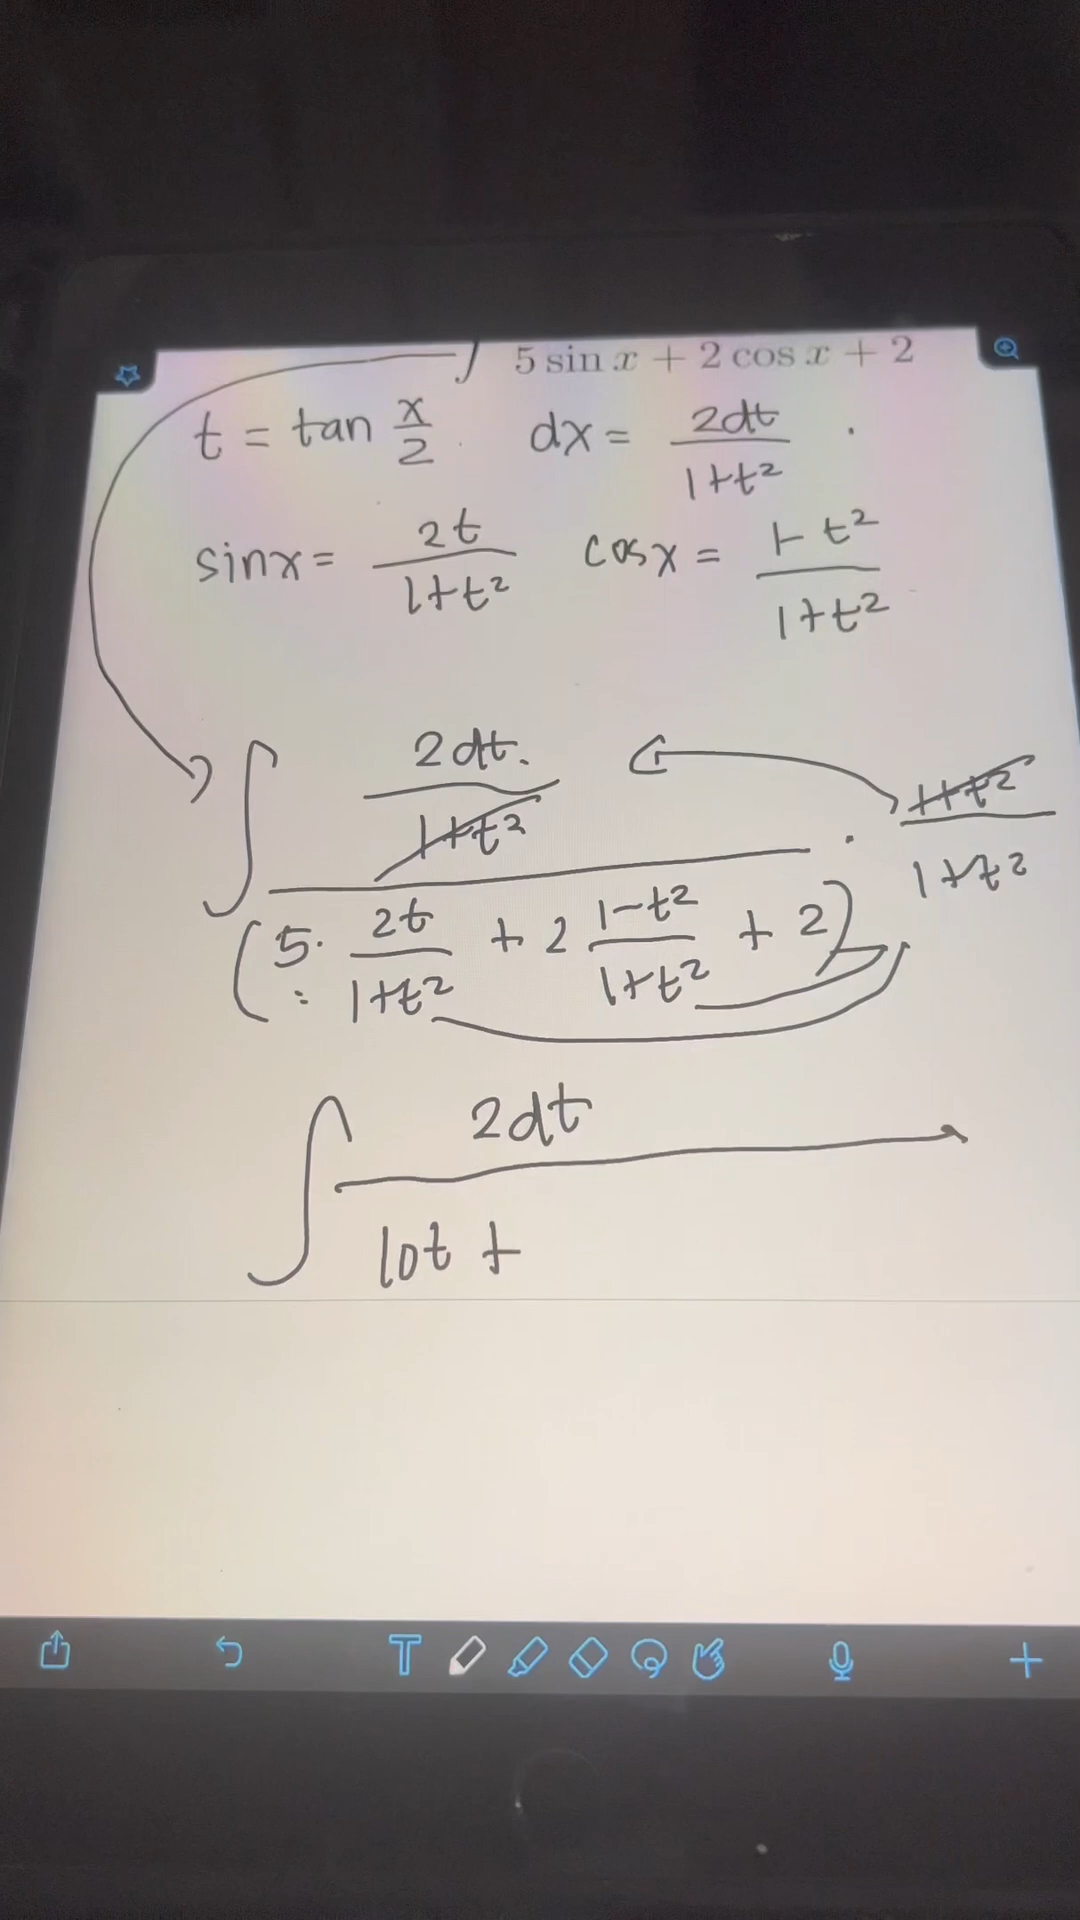 ∫ 5 sin x + 2 cos x + 2
t = tan x/2 . dx = 2dt/1+t² .
sinx = 2t/1+t² cosx = 1-t²/1+t²
∫ 2dt. / 1+t² / (5. 2t/1+t² + 2 1-t²/1+t² + 2) . 1+t²/1+t²
∫ 2dt / 10t +
T